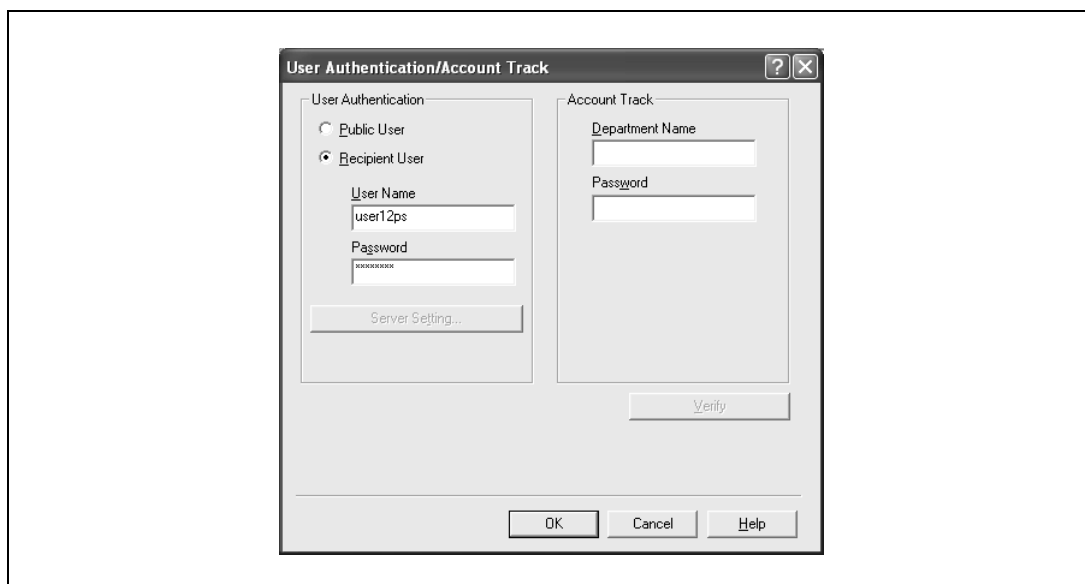 User Authentication/Account Track
User Authentication
Public User
Recipient User
User Name
user12ps
Password
********
Server Setting...
Account Track
Department Name
Password
Verify
OK
Cancel
Help